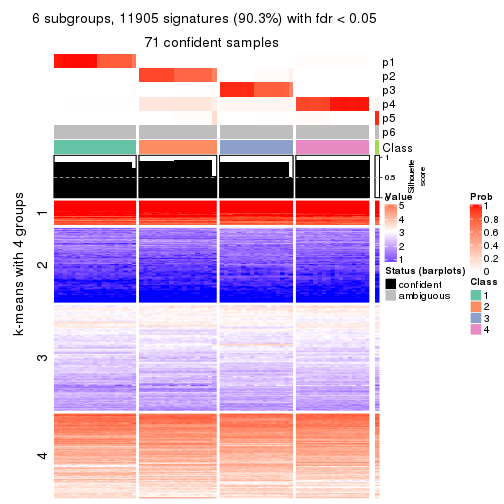 6 subgroups, 11905 signatures (90.3%) with fdr < 0.05
71 confident samples
p1
p2
p3
p4
p5
p6
Class
1
0.5
0
Silhouette
score
k-means with 4 groups
1
2
3
4
Value
5
4
3
2
1
Status (barplots)
confident
ambiguous
Prob
1
0.8
0.6
0.4
0.2
0
Class
1
2
3
4